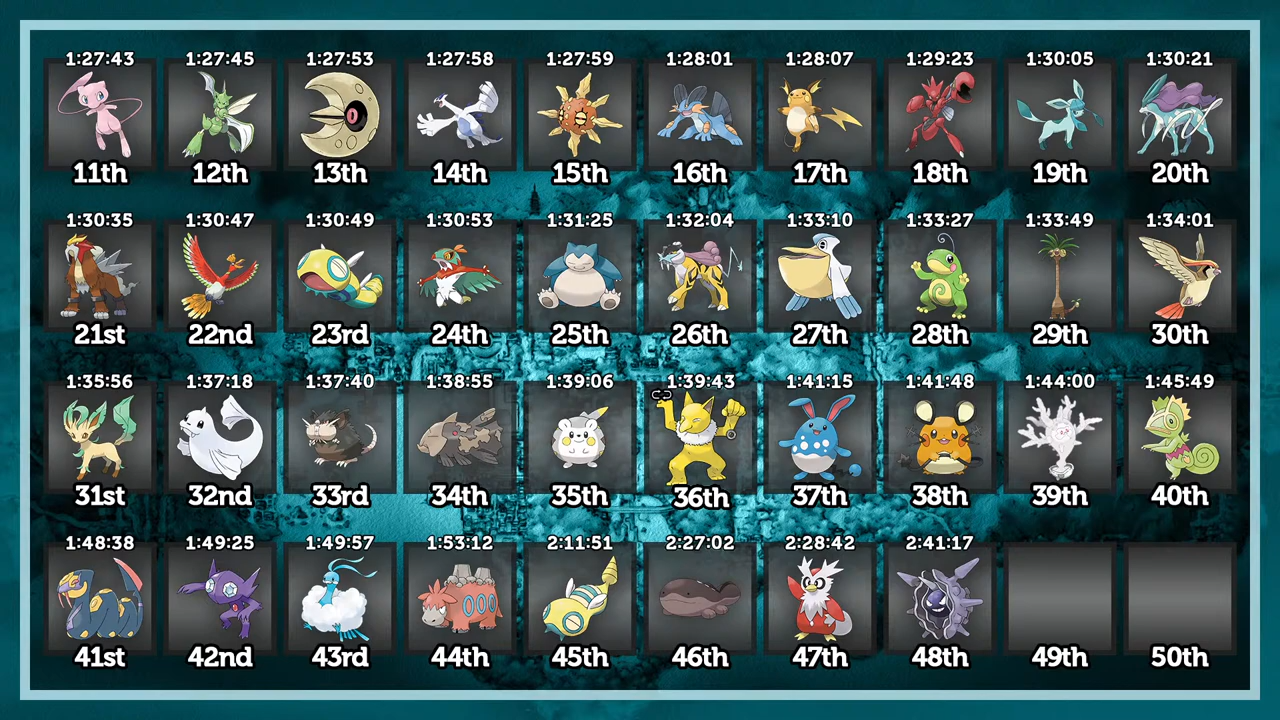 1:27:43 1:27:45 1:27:53 1:27:58 1:27:59 1:28:01 1:28:07 1:29:23 1:30:05 1:30:21
11th 12th 13th 14th 15th 16th 17th 18th 19th 20th
1:30:35 1:30:47 1:30:49 1:30:53 1:31:25 1:32:04 1:33:10 1:33:27 1:33:49 1:34:01
21st 22nd 23rd 24th 25th 26th 27th 28th 29th 30th
1:35:56 1:37:18 1:37:40 1:38:55 1:39:06 1:39:43 1:41:15 1:41:48 1:44:00 1:45:49
31st 32nd 33rd 34th 35th 36th 37th 38th 39th 40th
1:48:38 1:49:25 1:49:57 1:53:12 2:11:51 2:27:02 2:28:42 2:41:17
41st 42nd 43rd 44th 45th 46th 47th 48th 49th 50th